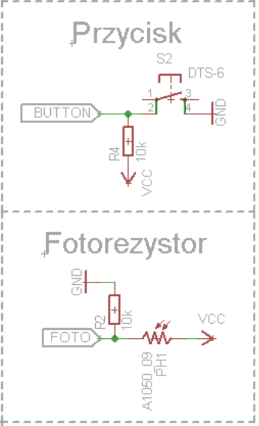 Przycisk
S2
DTS-6
1 3
2 4
BUTTON
GND
R4
10k
VCC
Fotorezystor
GND
R2
10k
VCC
FOTO
A1050_09
PH1